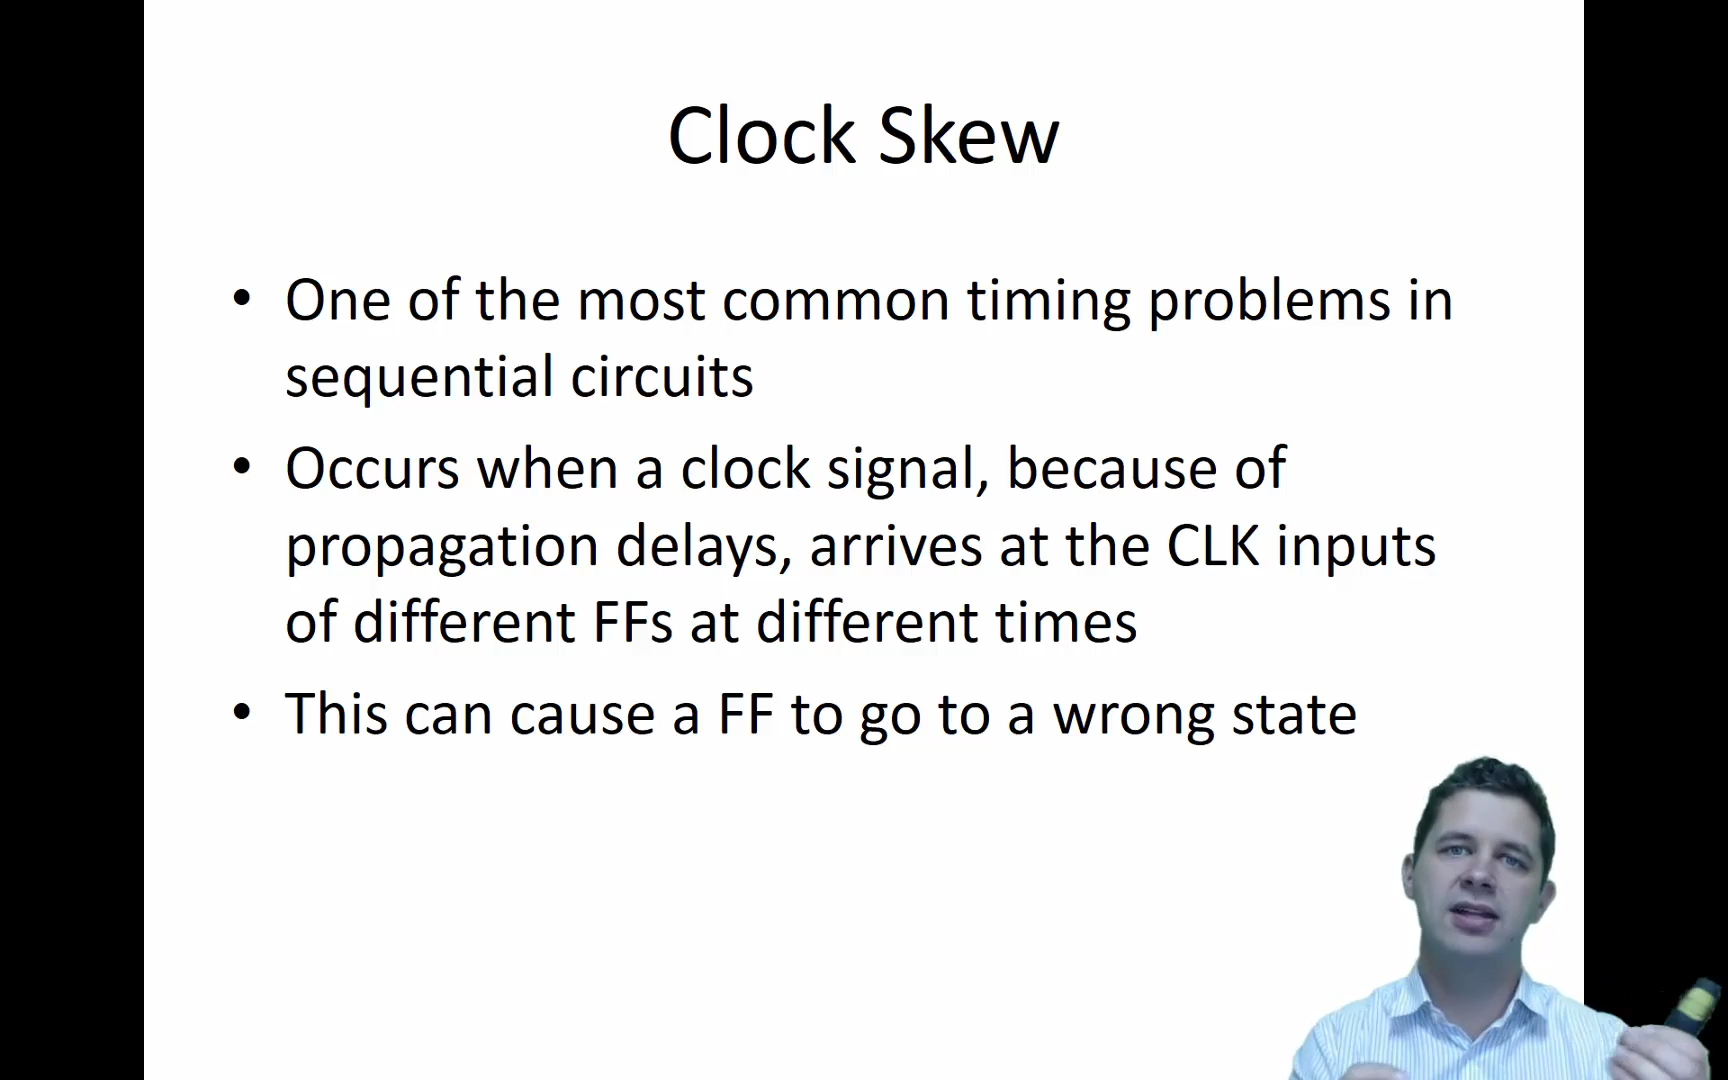 Clock Skew
• One of the most common timing problems in
sequential circuits
• Occurs when a clock signal, because of
propagation delays, arrives at the CLK inputs
of different FFs at different times
• This can cause a FF to go to a wrong state